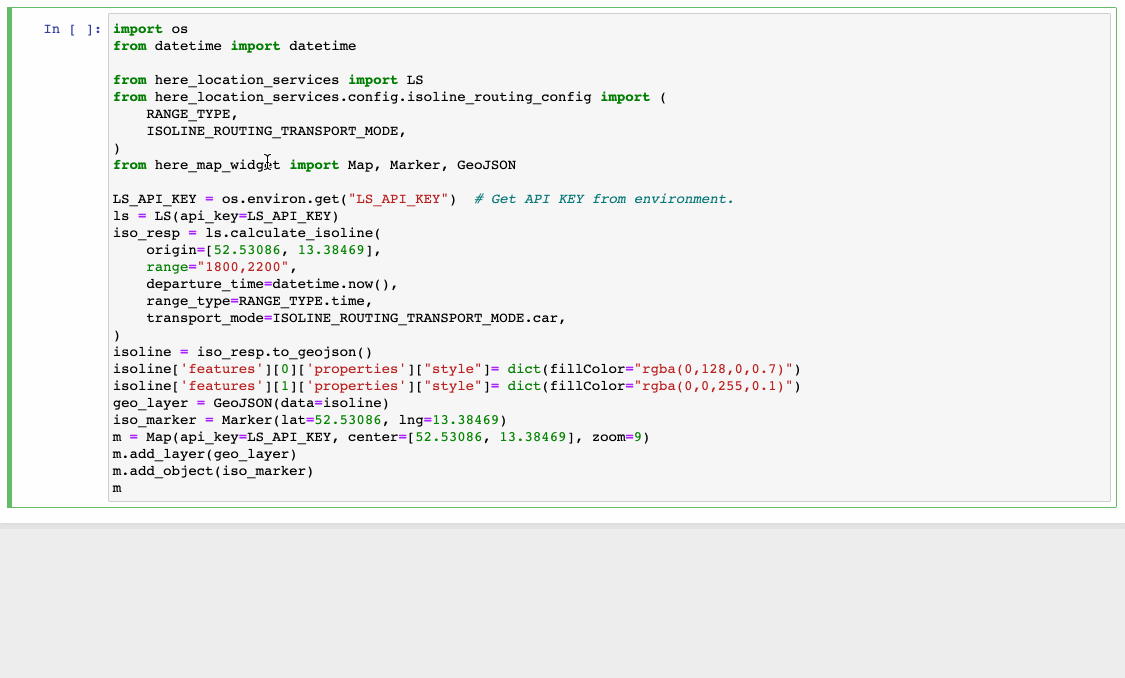 In [ ]:
import os
from datetime import datetime

from here_location_services import LS
from here_location_services.config.isoline_routing_config import (
    RANGE_TYPE,
    ISOLINE_ROUTING_TRANSPORT_MODE,
)
from here_map_widget import Map, Marker, GeoJSON

LS_API_KEY = os.environ.get("LS_API_KEY")  # Get API KEY from environment.
ls = LS(api_key=LS_API_KEY)
iso_resp = ls.calculate_isoline(
    origin=[52.53086, 13.38469],
    range="1800,2200",
    departure_time=datetime.now(),
    range_type=RANGE_TYPE.time,
    transport_mode=ISOLINE_ROUTING_TRANSPORT_MODE.car,
)
isoline = iso_resp.to_geojson()
isoline['features'][0]['properties']["style"]= dict(fillColor="rgba(0,128,0,0.7)")
isoline['features'][1]['properties']["style"]= dict(fillColor="rgba(0,0,255,0.1)")
geo_layer = GeoJSON(data=isoline)
iso_marker = Marker(lat=52.53086, lng=13.38469)
m = Map(api_key=LS_API_KEY, center=[52.53086, 13.38469], zoom=9)
m.add_layer(geo_layer)
m.add_object(iso_marker)
m